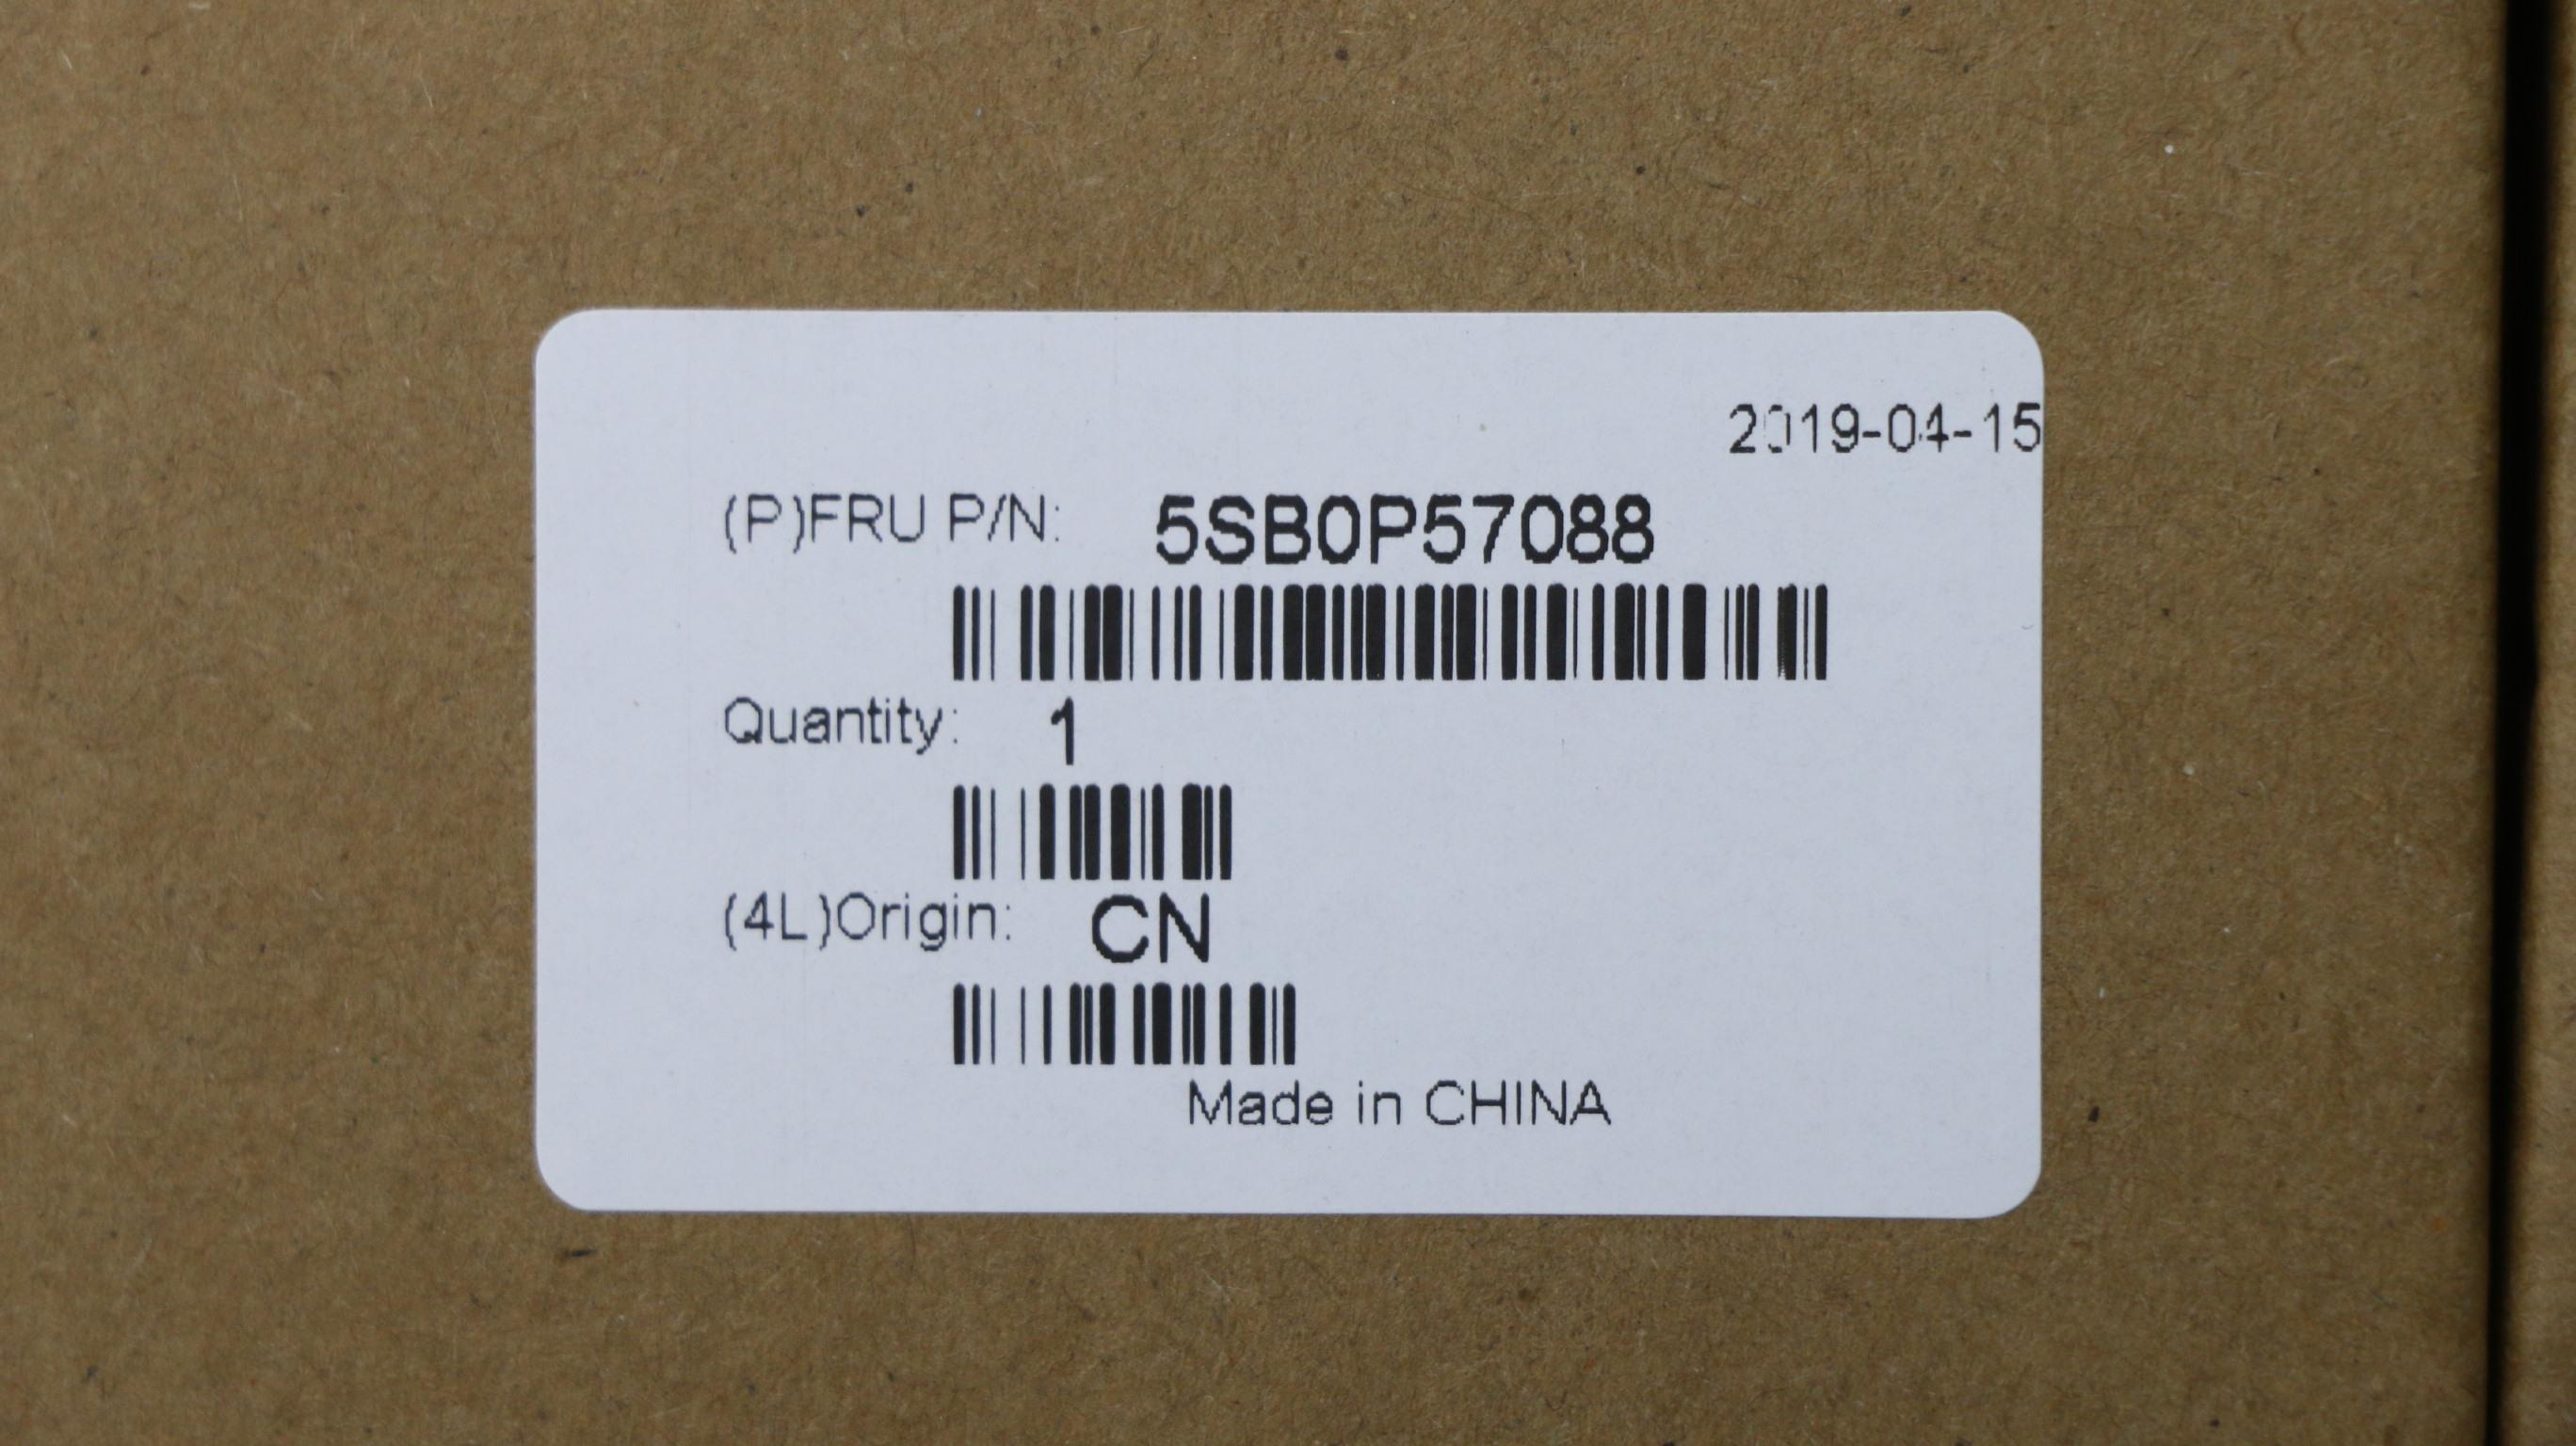 2019-04-15
(P)FRU P/N: 5SB0P57088
Quantity: 1
(4L)Origin: CN
Made in CHINA